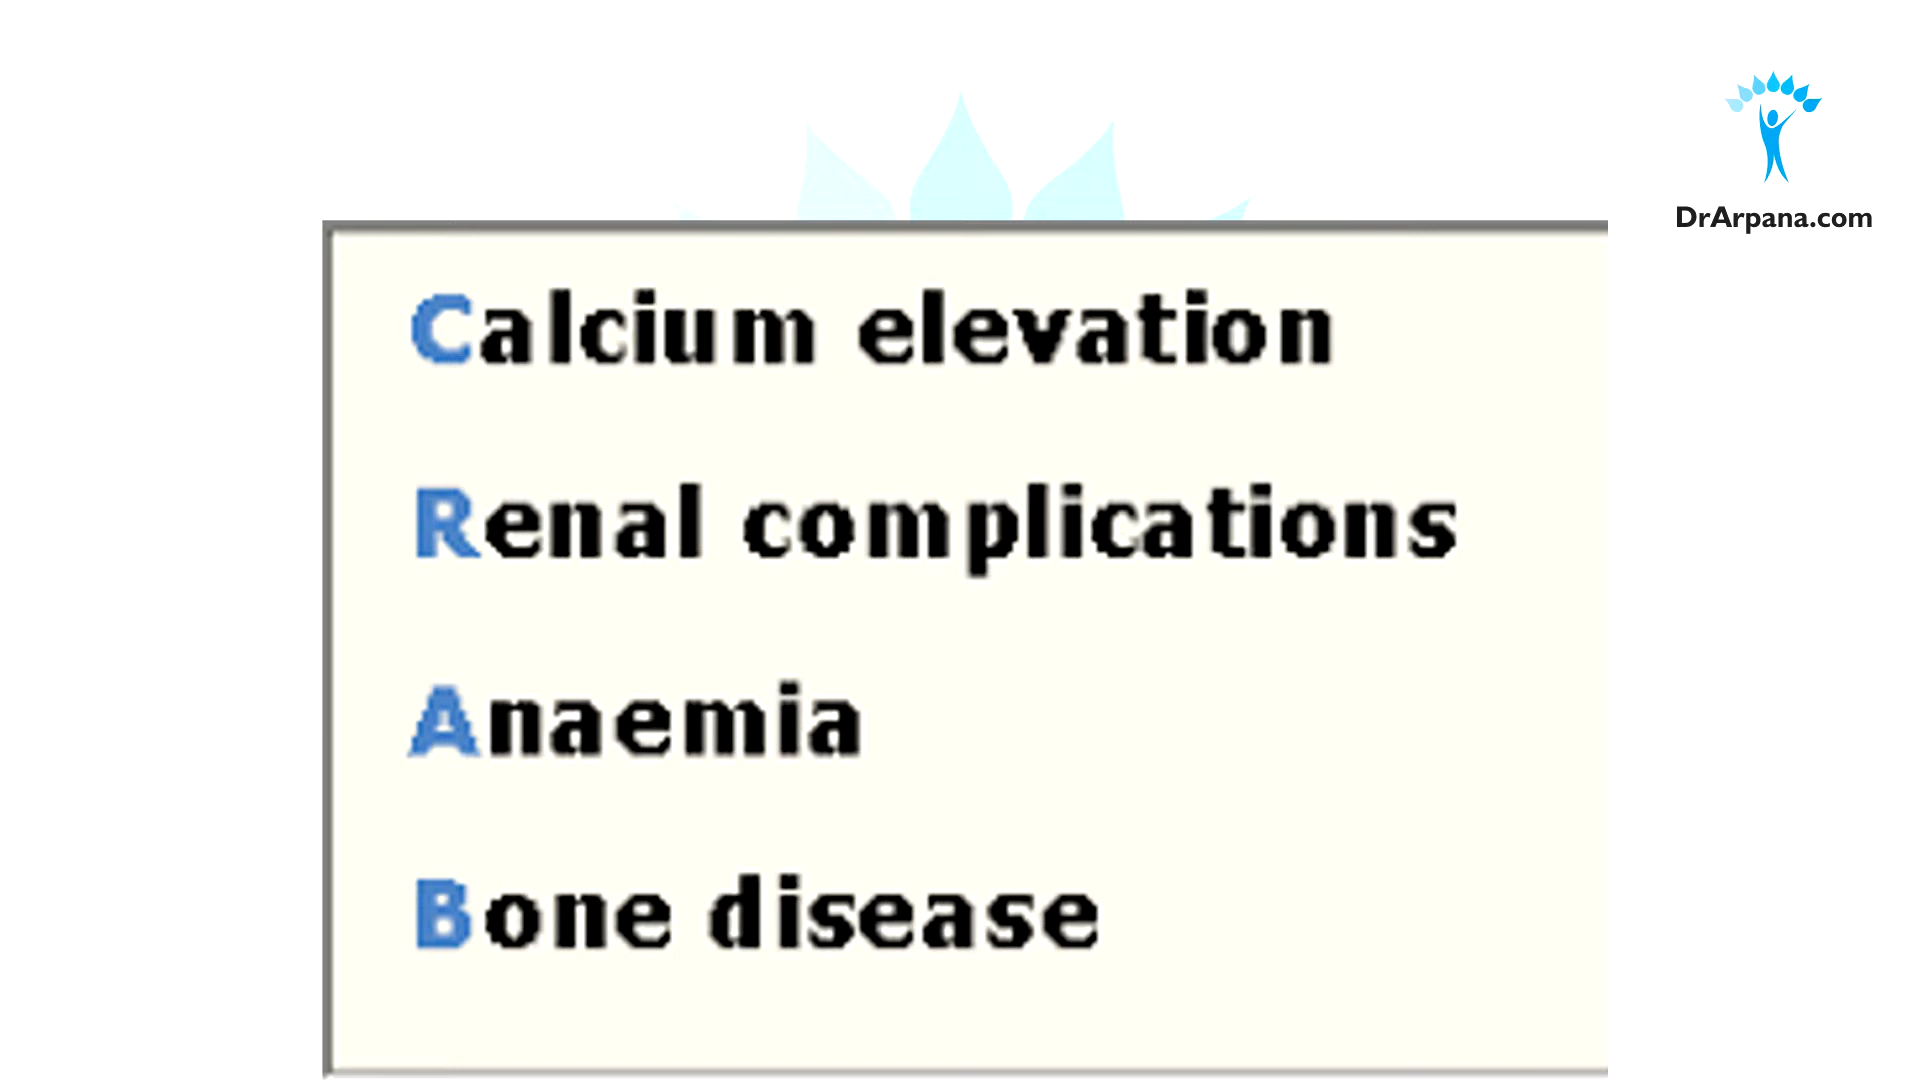 DrArpana.com
Calcium elevation
Renal complications
Anaemia
Bone disease